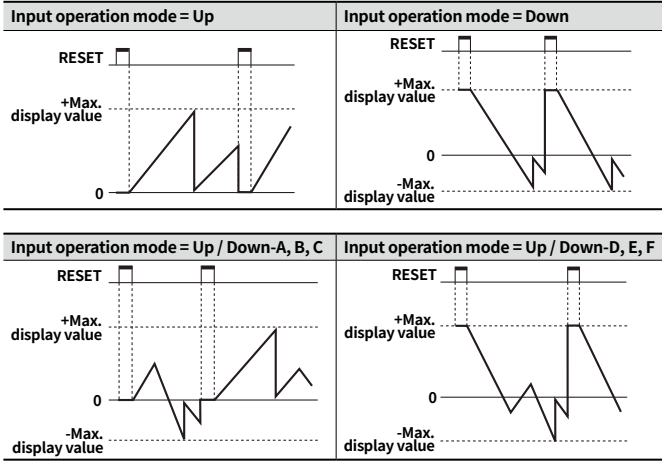 Input operation mode = Up
RESET
+Max.
display value
0
Input operation mode = Down
RESET
+Max.
display value
0
-Max.
display value
Input operation mode = Up / Down-A, B, C
RESET
+Max.
display value
0
-Max.
display value
Input operation mode = Up / Down-D, E, F
RESET
+Max.
display value
0
-Max.
display value